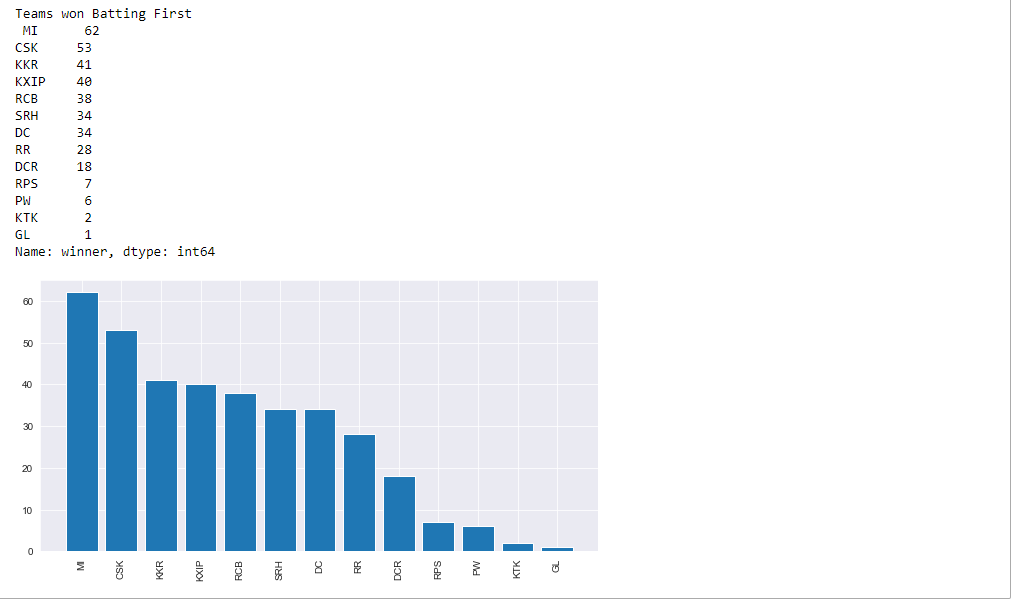 Teams won Batting First
MI 62
CSK 53
KKR 41
KXIP 40
RCB 38
SRH 34
DC 34
RR 28
DCR 18
RPS 7
PW 6
KTK 2
GL 1
Name: winner, dtype: int64
60
50
40
30
20
10
0
MI CSK KKR KXIP RCB SRH DC RR DCR RPS PW KTK GL